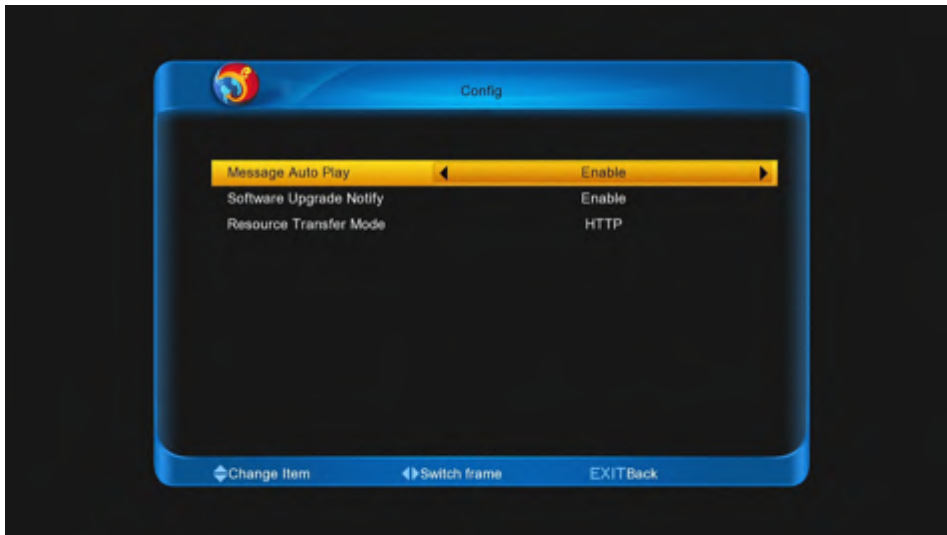 Config
Message Auto Play Enable
Software Upgrade Notify Enable
Resource Transfer Mode HTTP
Change Item Switch frame EXITBack